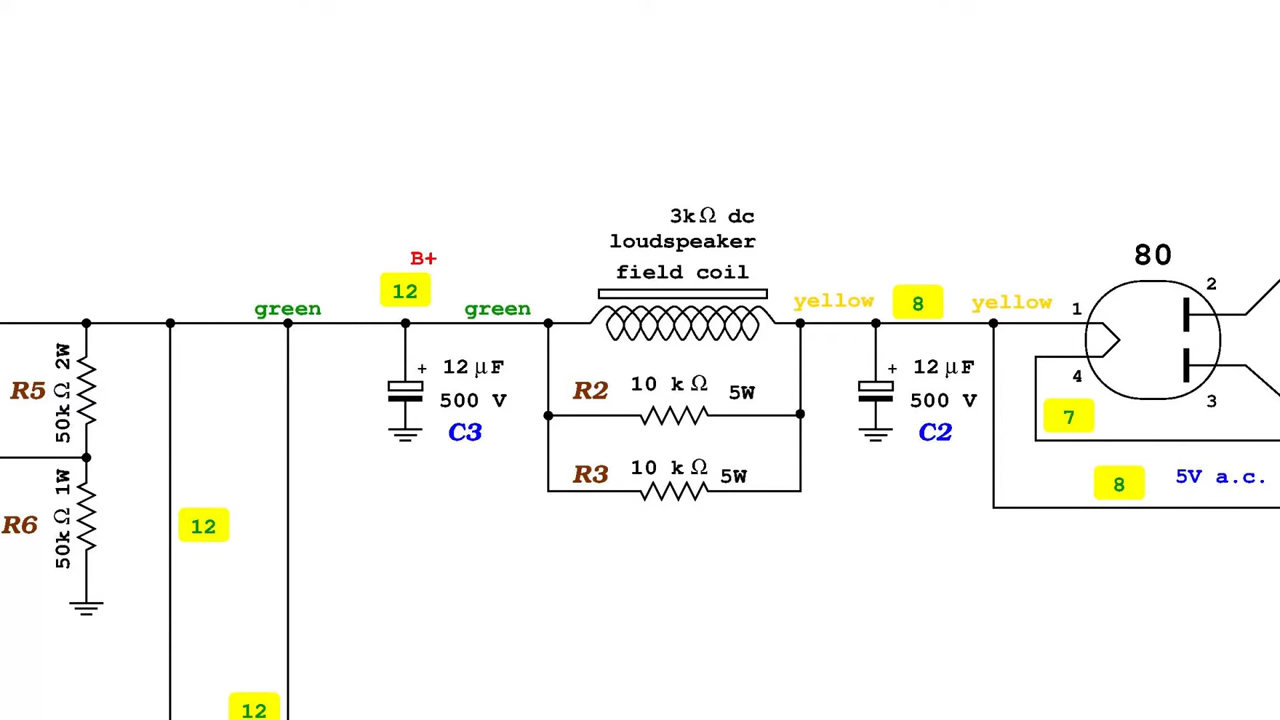 3kΩ dc
loudspeaker
field coil
80
B+
12
green
green
yellow
8
yellow
1
2
3
4
R5
50kΩ 2W
+ 12 µF
500 V
C3
R2
10 kΩ
5W
+ 12 µF
500 V
C2
7
R3
10 kΩ
5W
8
5V a.c.
R6
50kΩ 1W
12
12